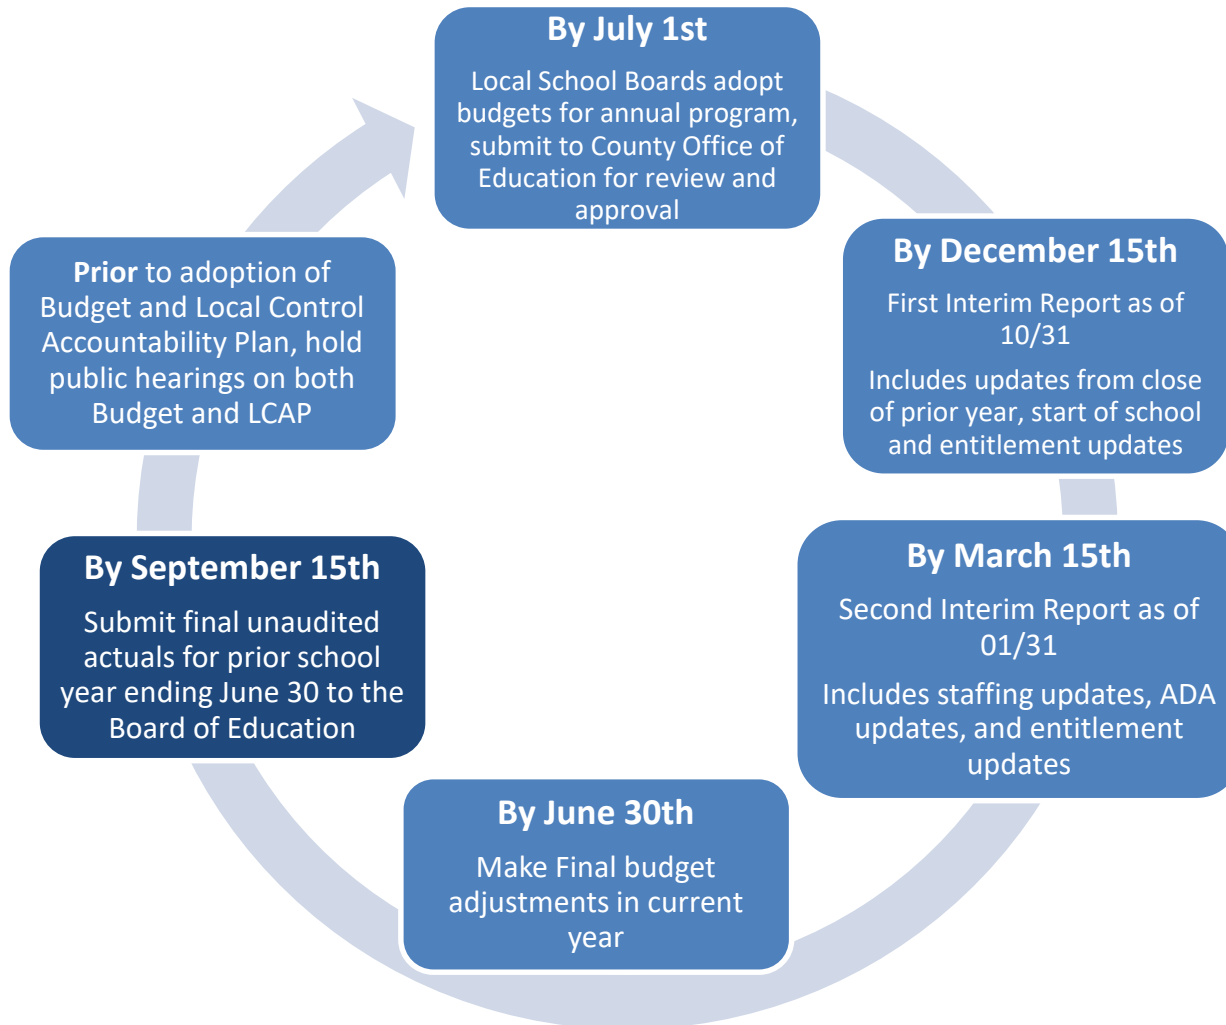 By July 1st
Local School Boards adopt
budgets for annual program,
submit to County Office of
Education for review and
approval
By December 15th
First Interim Report as of
10/31
Includes updates from close
of prior year, start of school
and entitlement updates
By March 15th
Second Interim Report as of
01/31
Includes staffing updates, ADA
updates, and entitlement
updates
By June 30th
Make Final budget
adjustments in current
year
By September 15th
Submit final unaudited
actuals for prior school
year ending June 30 to the
Board of Education
Prior to adoption of
Budget and Local Control
Accountability Plan, hold
public hearings on both
Budget and LCAP